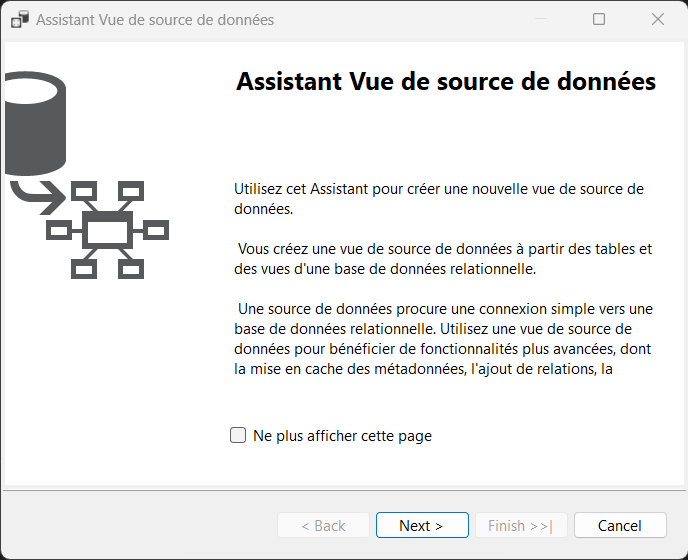 Assistant Vue de source de données
Assistant Vue de source de données
Utilisez cet Assistant pour créer une nouvelle vue de source de
données.
Vous créez une vue de source de données à partir des tables et
des vues d'une base de données relationnelle.
Une source de données procure une connexion simple vers une
base de données relationnelle. Utilisez une vue de source de
données pour bénéficier de fonctionnalités plus avancées, dont
la mise en cache des métadonnées, l'ajout de relations, la
Ne plus afficher cette page
< Back Next > Finish >>| Cancel